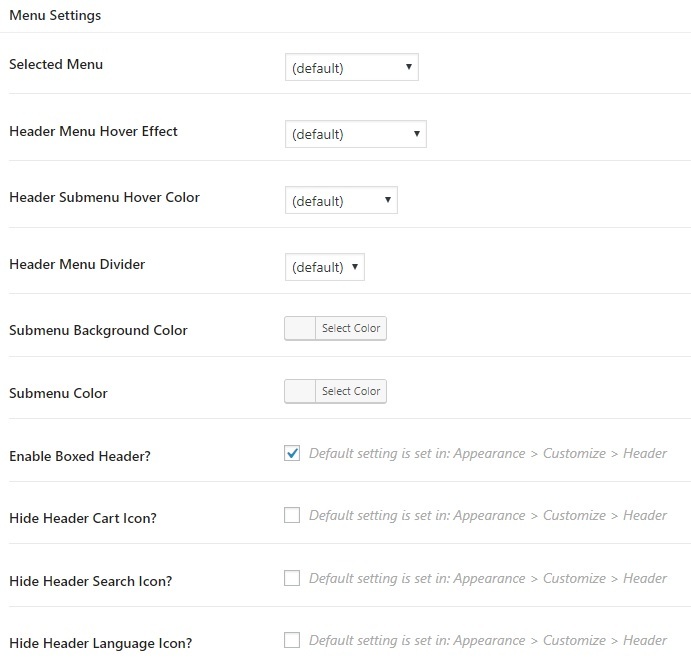 Menu Settings
Selected Menu (default)
Header Menu Hover Effect (default)
Header Submenu Hover Color (default)
Header Menu Divider (default)
Submenu Background Color Select Color
Submenu Color Select Color
Enable Boxed Header? Default setting is set in: Appearance > Customize > Header
Hide Header Cart Icon? Default setting is set in: Appearance > Customize > Header
Hide Header Search Icon? Default setting is set in: Appearance > Customize > Header
Hide Header Language Icon? Default setting is set in: Appearance > Customize > Header